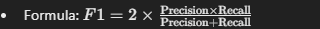 • Formula: F1 = 2 × Precision×Recall / Precision+Recall